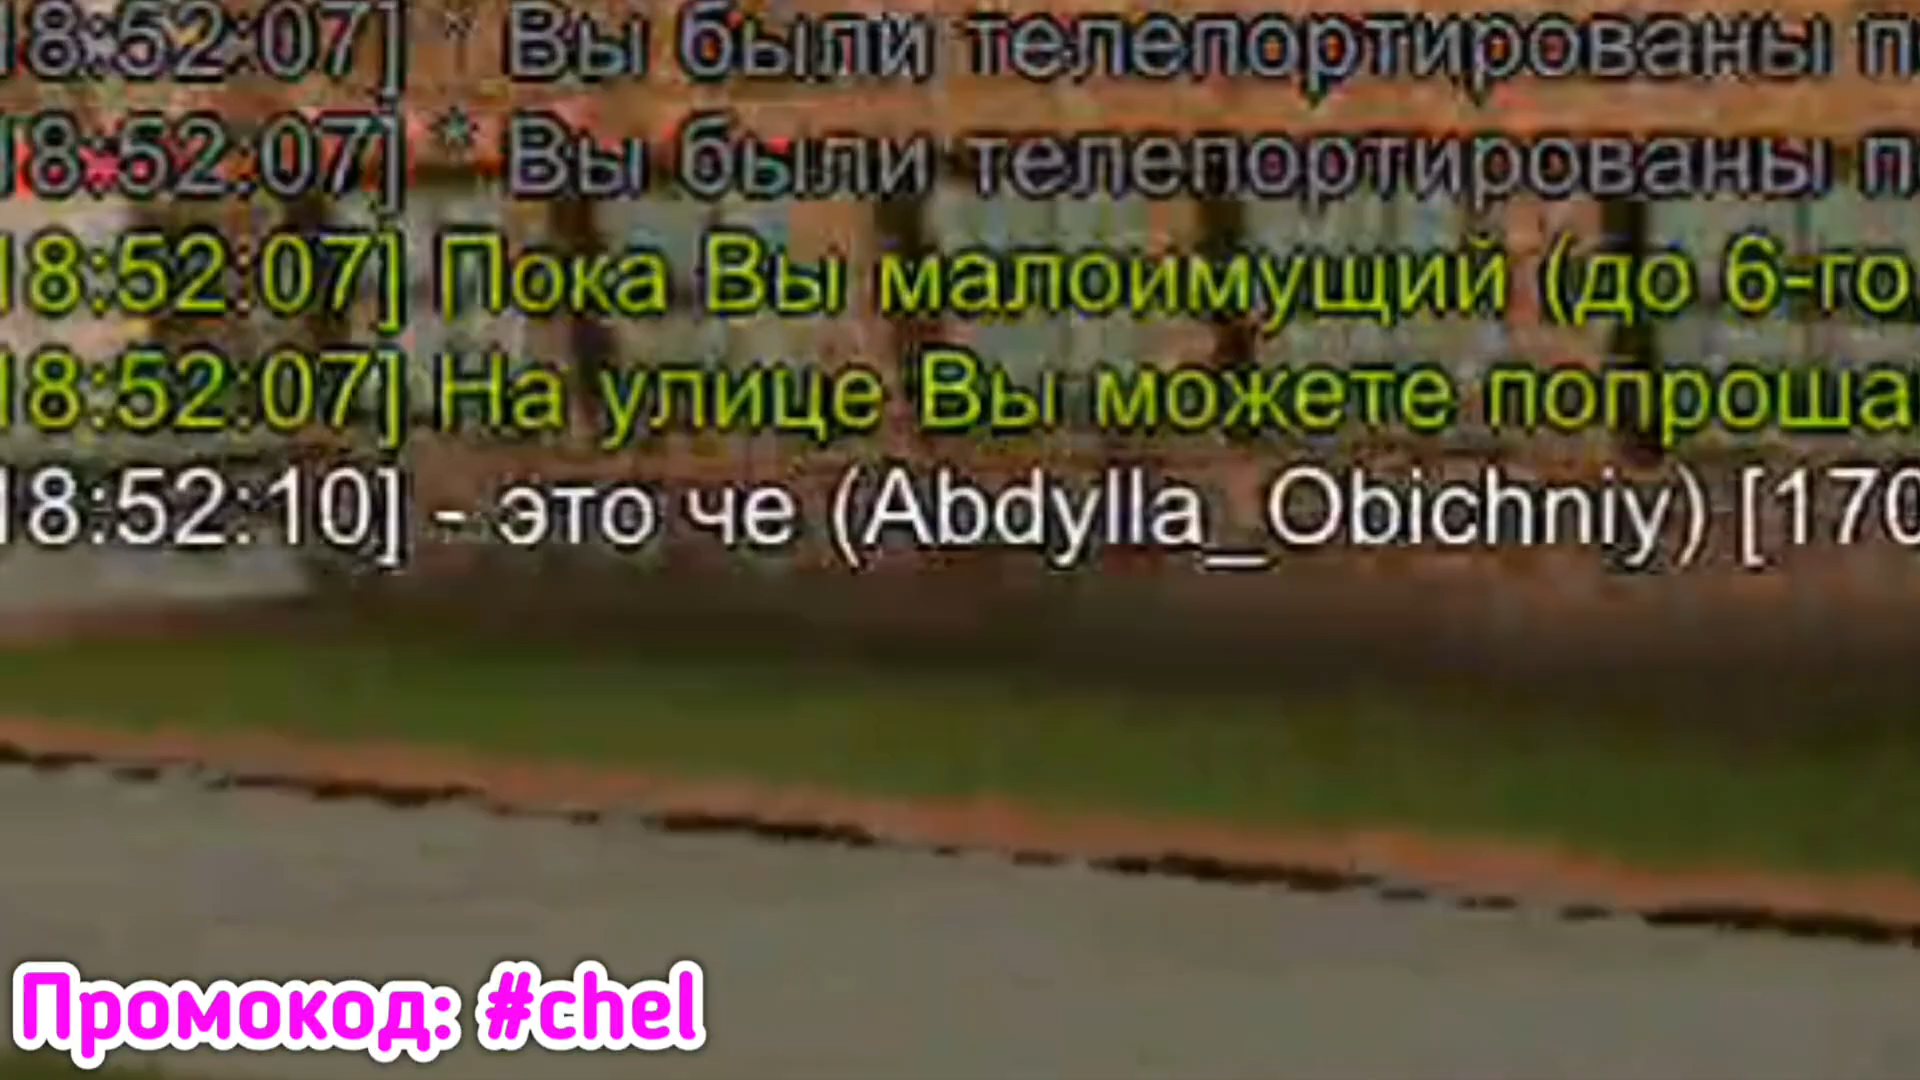 18:52:07] * Вы были телепортированы
18:52:07] * Вы были телепортированы
18:52:07] Пока Вы малоимущий (до 6-го
18:52:07] На улице Вы можете попроша
18:52:10] - это че (Abdylla_Obichniy) [170
Промокод: #chel